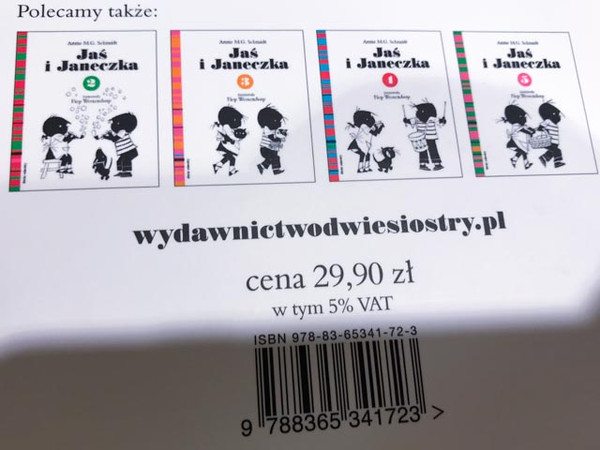 Polecamy także:
Annie M.G. Schmidt
Jaś
i Janeczka
2
Fiep Westendorp
Annie M.G. Schmidt
Jaś
i Janeczka
3
Fiep Westendorp
Annie M.G. Schmidt
Jaś
i Janeczka
4
Fiep Westendorp
Annie M.G. Schmidt
Jaś
i Janeczka
5
Fiep Westendorp
wydawnictwodwiesiostry.pl
cena 29,90 zł
w tym 5% VAT
ISBN 978-83-65341-72-3
9 788365 341723 >